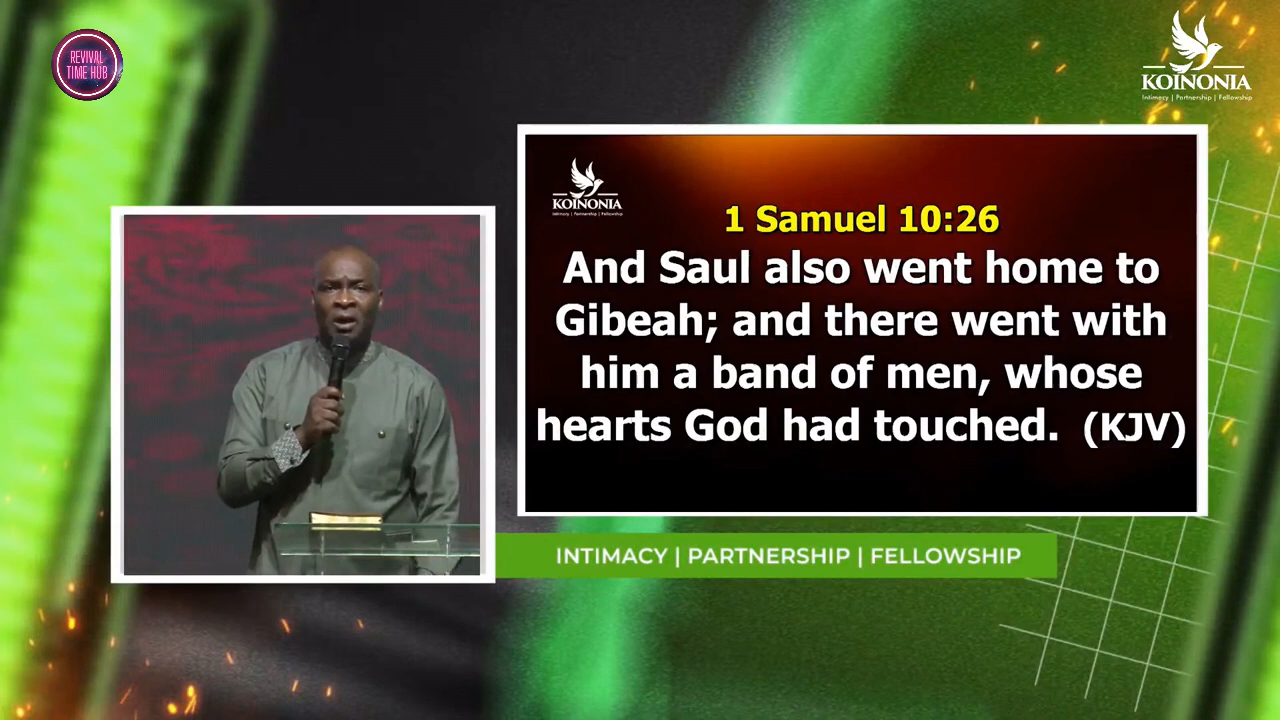 REVIVAL
TIME HUB
KOINONIA
Intimacy | Partnership | Fellowship
KOINONIA
Intimacy | Partnership | Fellowship
1 Samuel 10:26
And Saul also went home to
Gibeah; and there went with
him a band of men, whose
hearts God had touched. (KJV)
INTIMACY | PARTNERSHIP | FELLOWSHIP